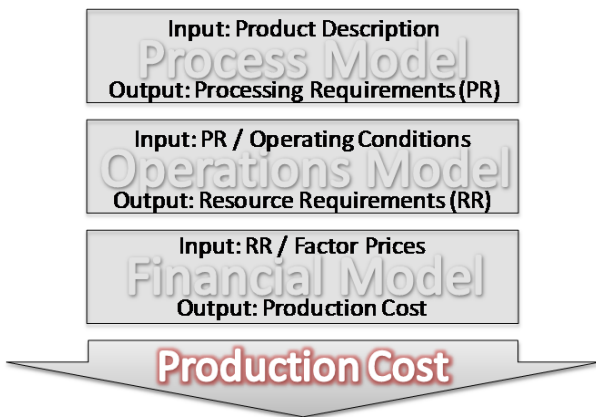 Input: Product Description
Process Model
Output: Processing Requirements (PR)
Input: PR / Operating Conditions
Operations Model
Output: Resource Requirements (RR)
Input: RR / Factor Prices
Financial Model
Output: Production Cost
Production Cost